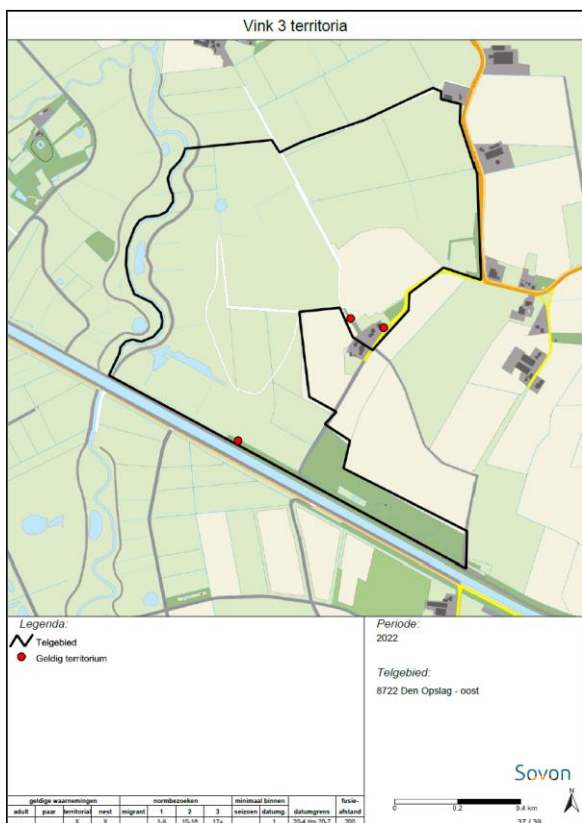 Vink 3 territoria
Legenda:
Telgebied
Geldig territorium
Periode:
2022
Telgebied:
8722 Den Opslag - oost
Sovon
0 0.2 0.4 km
N
37 / 39
geldige waarnemingen normbezoeken minimaal binnen fusie-
adult paar territoriaal nest migrant 1 2 3 seizoen datumg. datumgrens afstand
X X 1-9 10-16 17+ 1 20-4 t/m 20-7 200